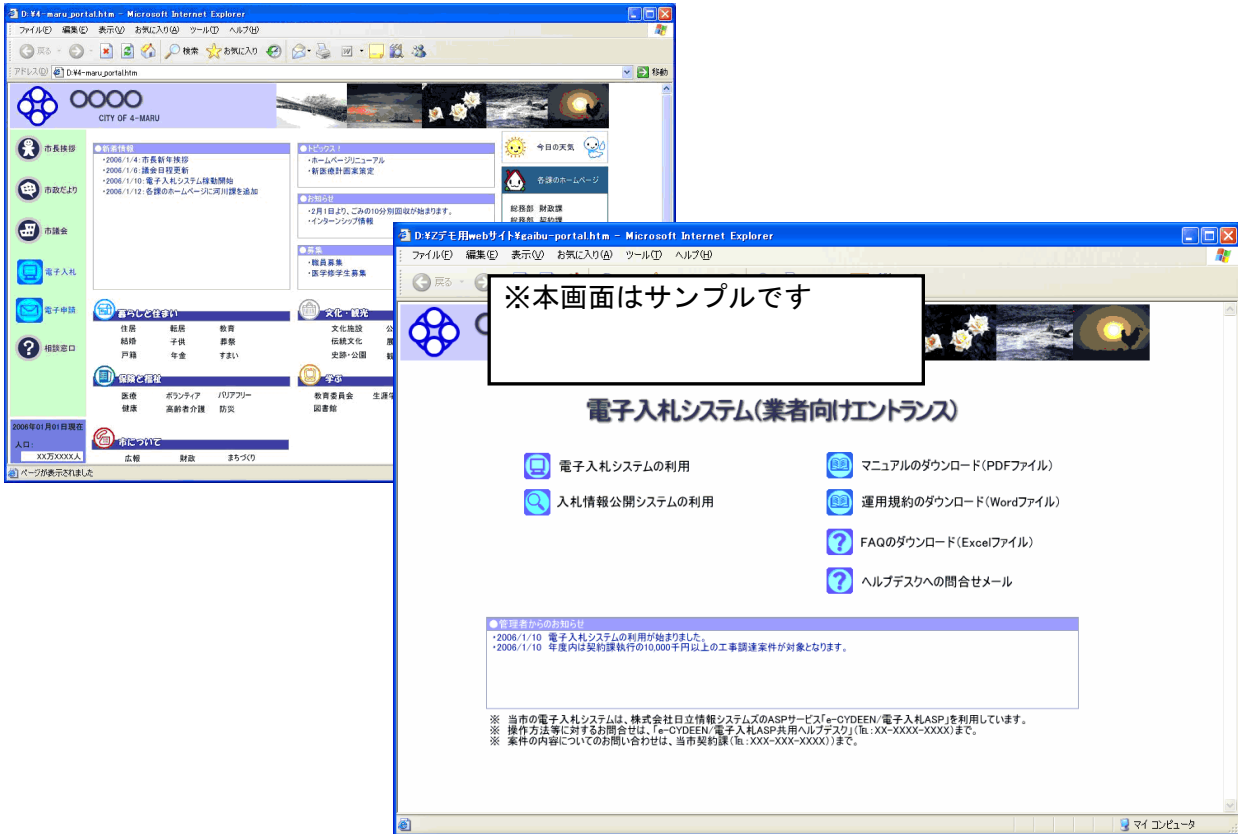 D:¥4-maru_portal.htm - Microsoft Internet Explorer
ファイル(F) 編集(E) 表示(V) お気に入り(A) ツール(T) ヘルプ(H)
戻る 検索 お気に入り
アドレス(D) D:¥4-maru_portal.htm 移動
○○○○
CITY OF 4-MARU
市長挨拶
市政だより
市議会
電子入札
電子申請
相談窓口
2006年01月01日現在
人口:
XX万XXXX人
●新着情報
・2006/1/4:市長新年挨拶
・2006/1/6:議会日程更新
・2006/1/10:電子入札システム稼動開始
・2006/1/12:各課のホームページに河川課を追加
●トピックス!
・ホームページリニューアル
・新医療計画素策定
●お知らせ
・2月1日より、ごみの10分別回収が始まります。
・インターンシップ情報
●募集
・職員募集
・医学修学生募集
今日の天気
各課のホームページ
総務部 財政課
総務部 契約課
暮らしと住まい
住居 転居 教育
結婚 子供 葬祭
戸籍 年金 すまい
文化・観光
文化施設
伝統文化
史跡・公園
保険と福祉
医療 ボランティア バリアフリー
健康 高齢者介護 防災
学ぶ
教育委員会
図書館
市について
広報 財政 まちづくり
ページが表示されました
D:¥Zデモ用webサイト¥gaibu-portal.htm - Microsoft Internet Explorer
ファイル(F) 編集(E) 表示(V) お気に入り(A) ツール(T) ヘルプ(H)
戻る
※本画面はサンプルです
電子入札システム(業者向けエントランス)
電子入札システムの利用
入札情報公開システムの利用
マニュアルのダウンロード(PDFファイル)
運用規約のダウンロード(Wordファイル)
FAQのダウンロード(Excelファイル)
ヘルプデスクへの問合せメール
●管理者からのお知らせ
・2006/1/10 電子入札システムの利用が始まりました。
・2006/1/10 年度内は契約課執行の10,000千円以上の工事調達案件が対象となります。
※ 当市の電子入札システムは、株式会社日立情報システムズのASPサービス「e-CYDEEN/電子入札ASP」を利用しています。
※ 操作方法等に対するお問合せは、「e-CYDEEN/電子入札ASP共用ヘルプデスク」(℡:XX-XXXX-XXXX)まで。
※ 案件の内容についてのお問い合わせは、当市契約課(℡:XXX-XXX-XXXX))まで。
マイ コンピュータ